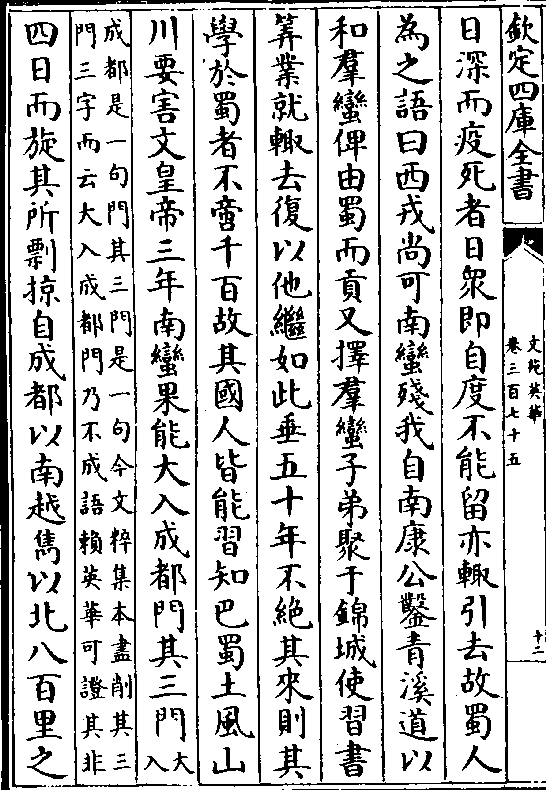 欽定四庫全書
文苑英華
卷三百七十五
十二
日深而疫死者日衆即自度不能留亦輙引去故蜀人
為之語曰西戎尚可南蠻殘我自南康公鑿青溪道以
和羣蠻俾由蜀而貢又擇羣蠻子弟聚于錦城使習書
筭業就輙去復以他繼如此垂五十年不絕其來則其
學於蜀者不啻千百故其國人皆能習知巴蜀土風山
川要害文皇帝三年南蠻果能大入成都門其三門大入
成都是一句門其三門是一句今文粹集本盡削其三
門三字而云大入成都門乃不成語賴英華可證其非
四日而旋其所剽掠自成都以南越雋以北八百里之